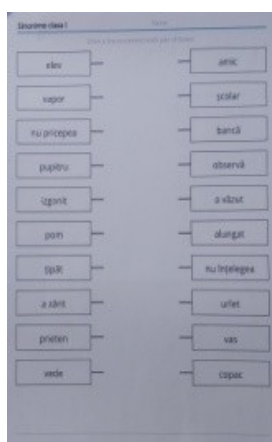 Sinonime clasa I
Nume
elev
amic
vapor
școlar
nu pricepea
bancă
pupitru
observă
izgonit
a văzut
pom
alungat
țipăt
nu înțelegea
a zărit
urlet
prieten
vas
vede
copac